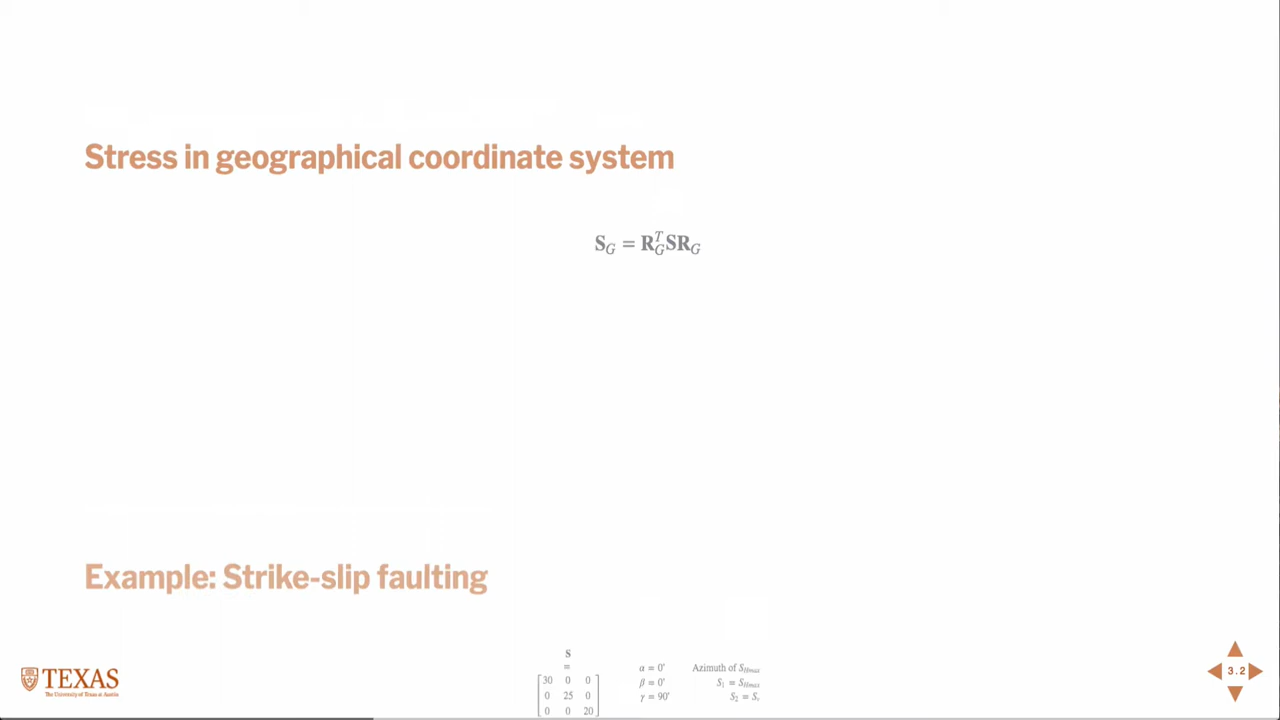 Stress in geographical coordinate system
S_G = R_G^T SR_G
Example: Strike-slip faulting
S
=
30 0 0
0 25 0
0 0 20
α = 0° Azimuth of S_Hmax
β = 0° S_1 = S_Hmax
γ = 90° S_2 = S_v
TEXAS
The University of Texas at Austin
3.2